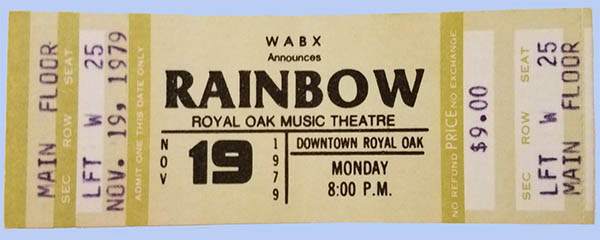 MAIN FLOOR
SEC ROW SEAT
LFT W 25
NOV. 19, 1979
ADMIT ONE THIS DATE ONLY
WABX
Announces
RAINBOW
ROYAL OAK MUSIC THEATRE
NOV
19
1979
DOWNTOWN ROYAL OAK
MONDAY
8:00 P.M.
NO REFUND PRICE NO EXCHANGE
$9.00
SEC ROW SEAT
LFT W 25
MAIN FLOOR